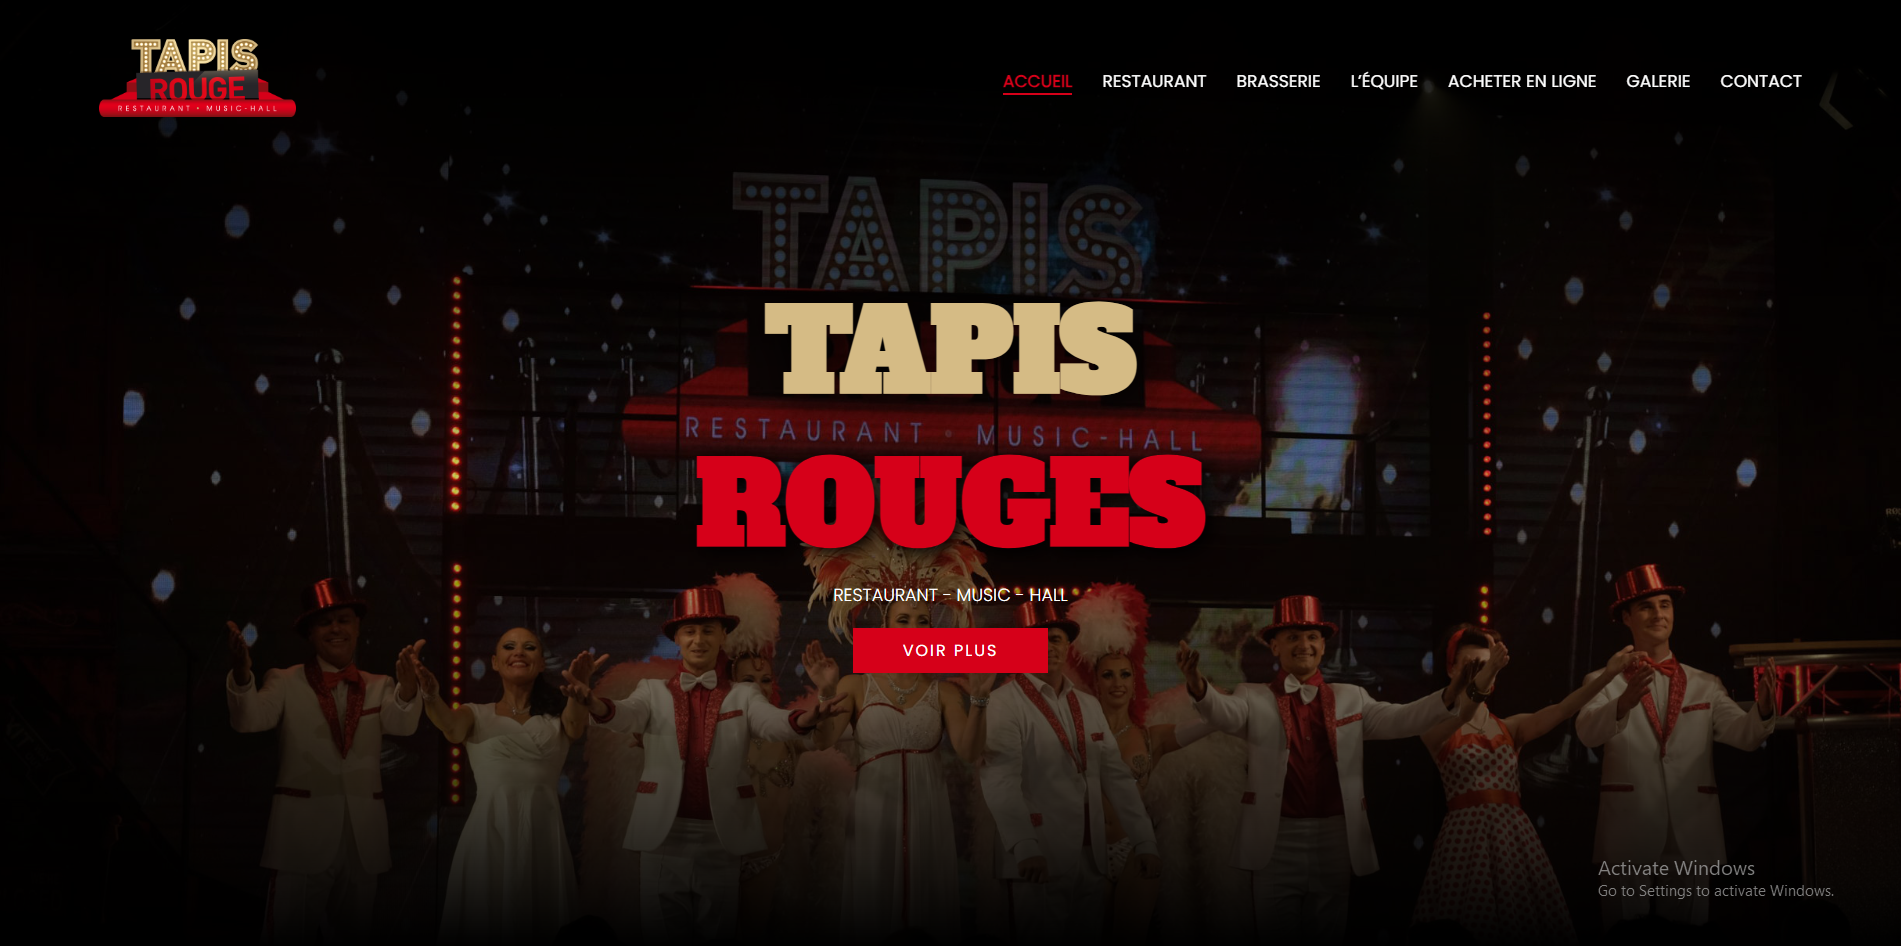 TAPIS
ROUGE
RESTAURANT • MUSIC-HALL
ACCUEIL RESTAURANT BRASSERIE L'ÉQUIPE ACHETER EN LIGNE GALERIE CONTACT
TAPIS
TAPIS
RESTAURANT • MUSIC-HALL
ROUGES
RESTAURANT - MUSIC - HALL
VOIR PLUS
Activate Windows
Go to Settings to activate Windows.